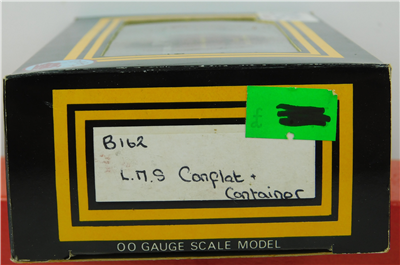 B162
L.M.S Conflat +
Container
OO GAUGE SCALE MODEL